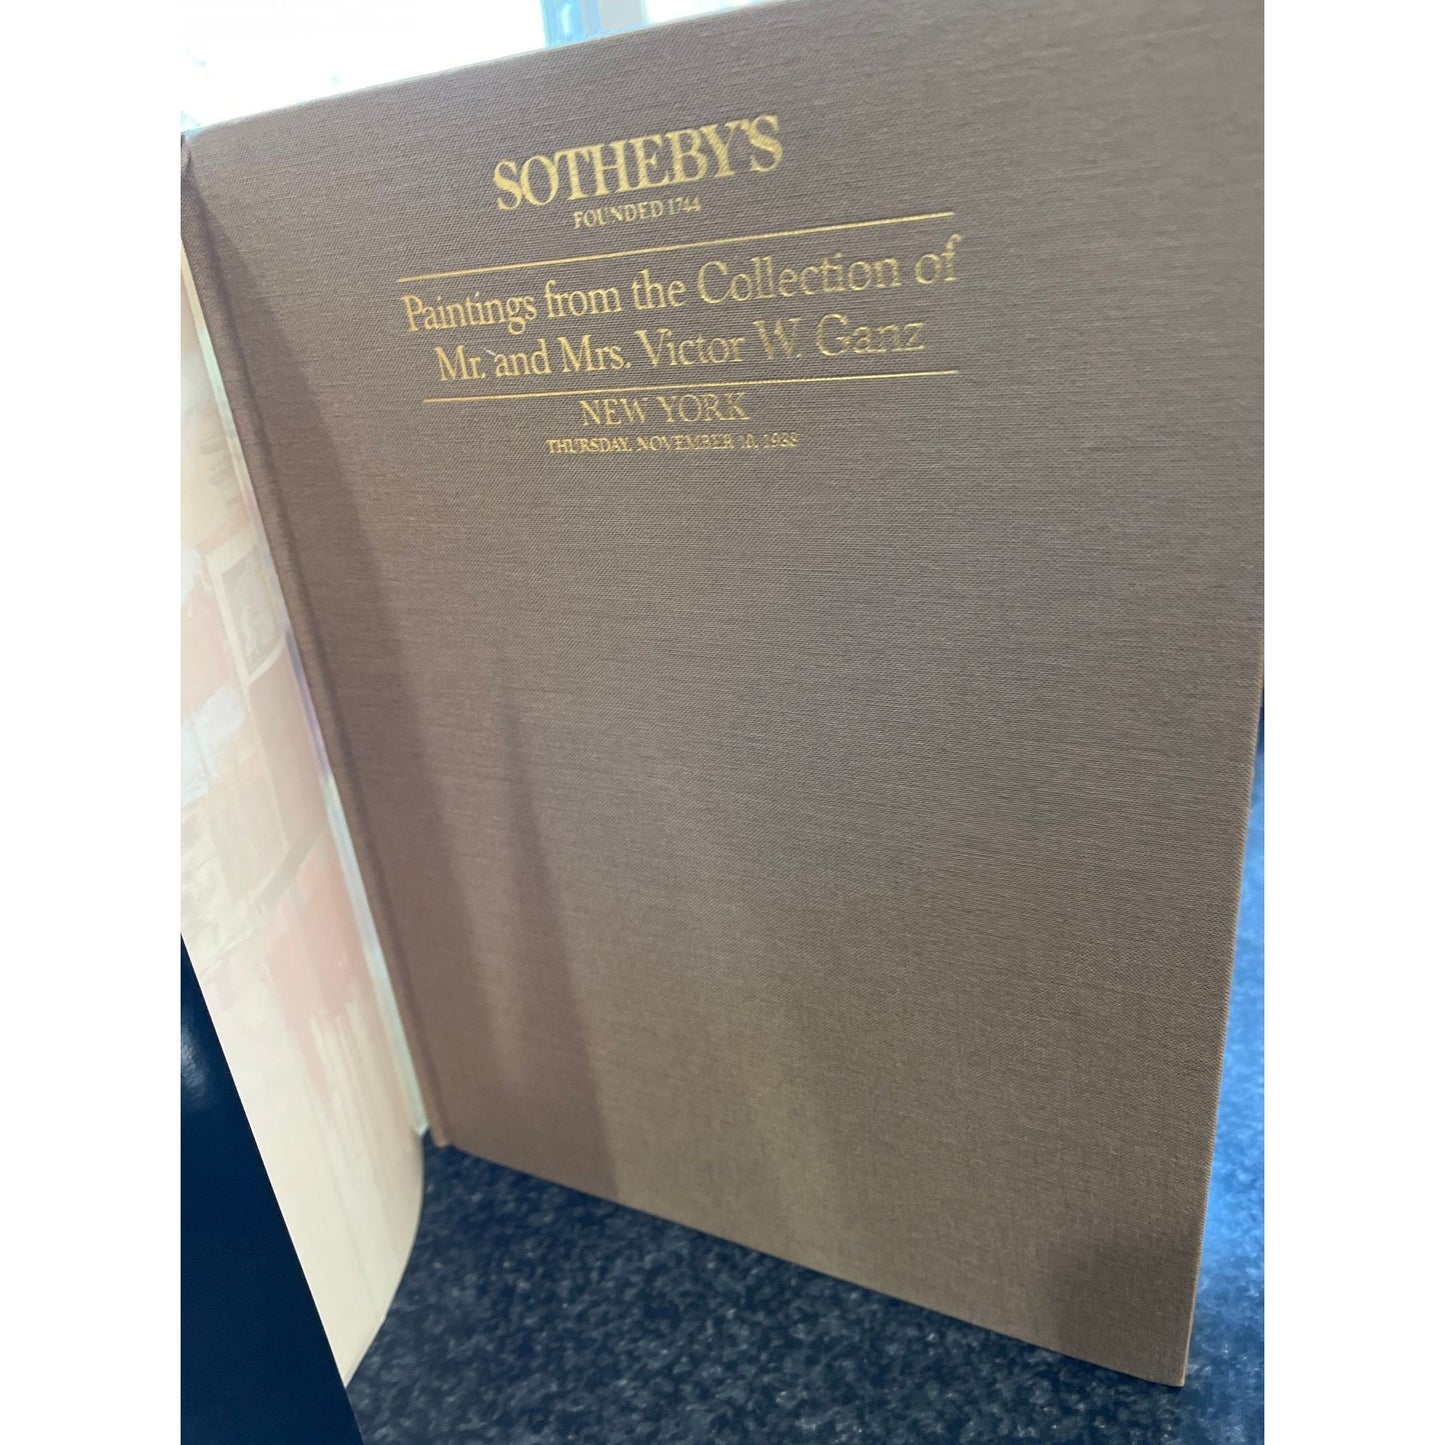 SOTHEBY'S
FOUNDED 1744
Paintings from the Collection of
Mr. and Mrs. Victor W. Ganz
NEW YORK
THURSDAY, NOVEMBER 10, 1988